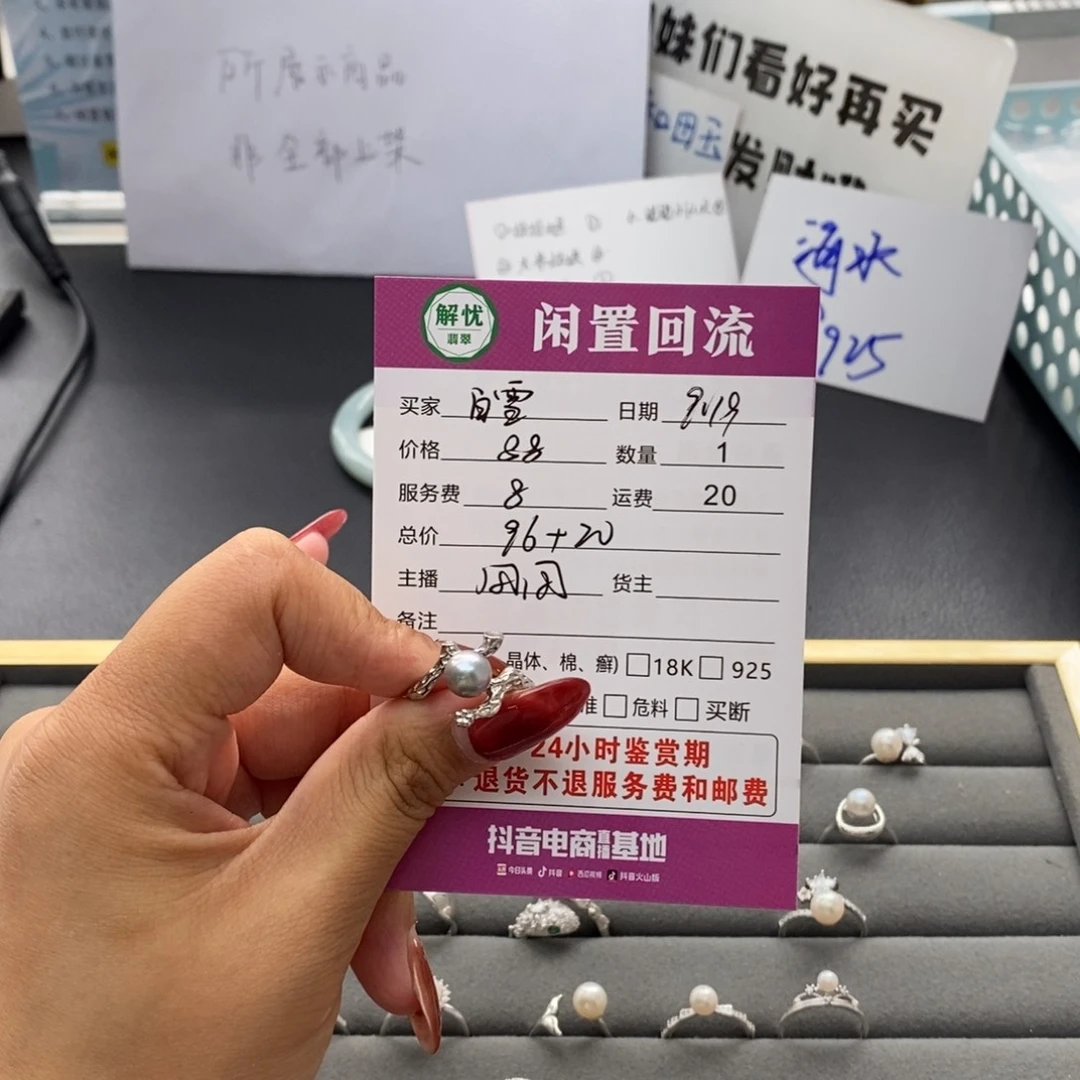 所展示商品
非全部上架
妹们看好再买
和田玉
发财
海水
925
解忧
翡翠
闲置回流
买家 白雪 日期 9.19
价格 88 数量 1
服务费 8 运费 20
总价 96+20
主播 闵闵 货主
备注
晶体、棉、癣) □18K □ 925
准 □ 危料 □ 买断
24小时鉴赏期
退货不退服务费和邮费
抖音电商直播基地
今日头条 抖音 西瓜视频 抖音火山版